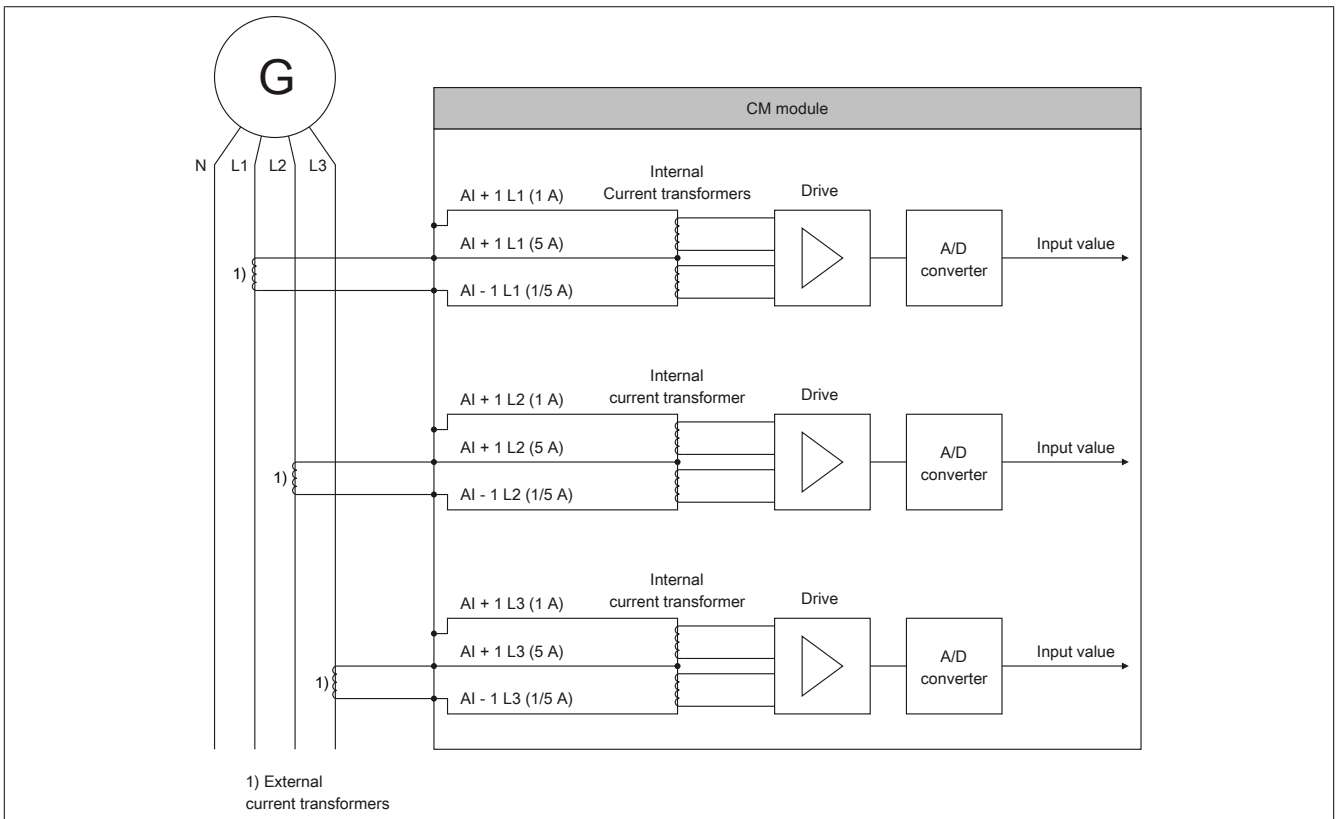 G
CM module
N
L1
L2
L3
AI + 1 L1 (1 A)
Internal
Current transformers
Drive
AI + 1 L1 (5 A)
A/D
converter
Input value
1)
AI - 1 L1 (1/5 A)
AI + 1 L2 (1 A)
Internal
current transformer
Drive
AI + 1 L2 (5 A)
A/D
converter
Input value
1)
AI - 1 L2 (1/5 A)
AI + 1 L3 (1 A)
Internal
current transformer
Drive
AI + 1 L3 (5 A)
A/D
converter
Input value
1)
AI - 1 L3 (1/5 A)
1) External
current transformers